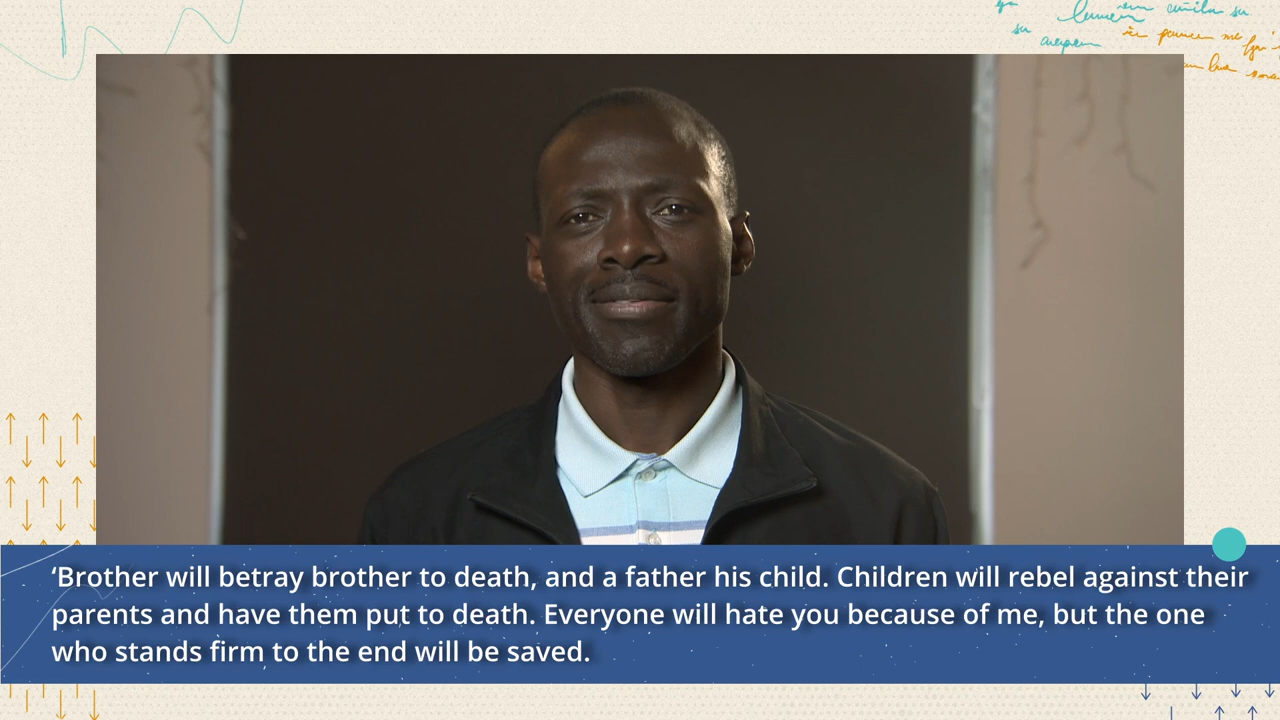 ‘Brother will betray brother to death, and a father his child. Children will rebel against their
parents and have them put to death. Everyone will hate you because of me, but the one
who stands firm to the end will be saved.